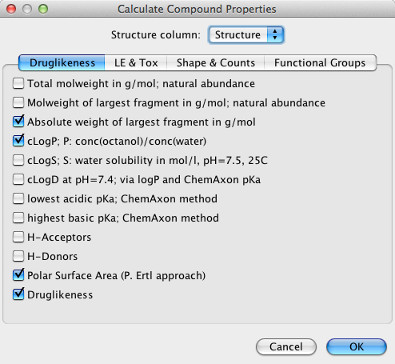 Calculate Compound Properties
Structure column: Structure
Druglikeness LE & Tox Shape & Counts Functional Groups
Total molweight in g/mol; natural abundance
Molweight of largest fragment in g/mol; natural abundance
Absolute weight of largest fragment in g/mol
cLogP; P: conc(octanol)/conc(water)
cLogS; S: water solubility in mol/l, pH=7.5, 25C
cLogD at pH=7.4; via logP and ChemAxon pKa
lowest acidic pKa; ChemAxon method
highest basic pKa; ChemAxon method
H-Acceptors
H-Donors
Polar Surface Area (P. Ertl approach)
Druglikeness
Cancel OK